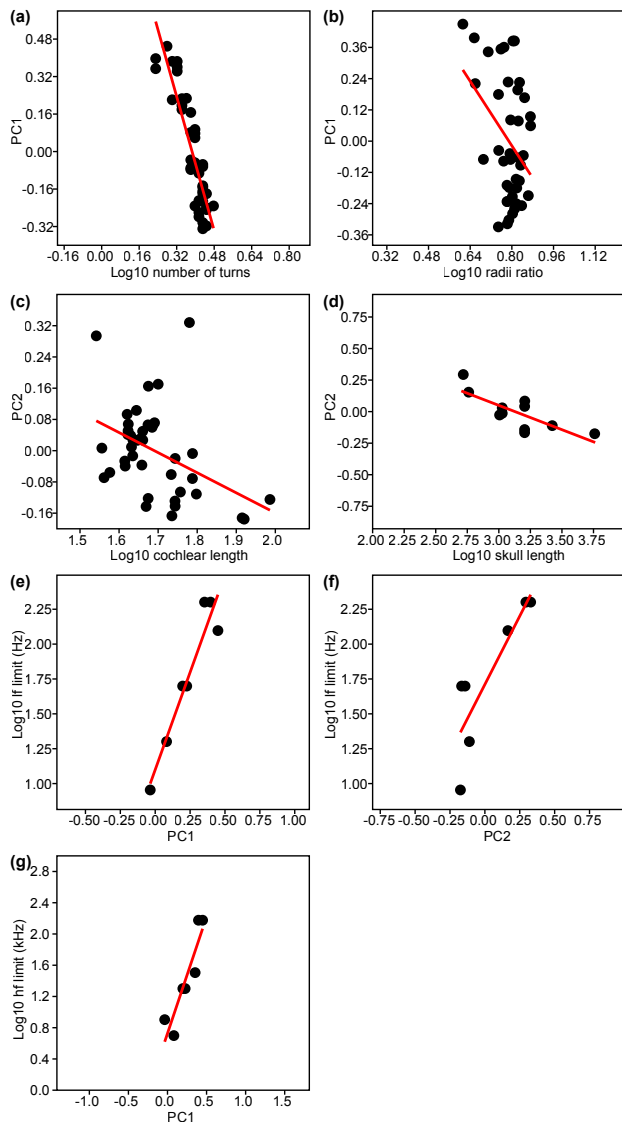 (a)
PC1
0.48
0.32
0.16
0.00
-0.16
-0.32
-0.16 0.00 0.16 0.32 0.48 0.64 0.80
Log10 number of turns
(b)
PC1
0.36
0.24
0.12
0.00
-0.12
-0.24
-0.36
0.32 0.48 0.64 0.80 0.96 1.12
Log10 radii ratio
(c)
PC2
0.32
0.24
0.16
0.08
0.00
-0.08
-0.16
1.5 1.6 1.7 1.8 1.9 2.0
Log10 cochlear length
(d)
PC2
0.75
0.50
0.25
0.00
-0.25
-0.50
-0.75
2.00 2.25 2.50 2.75 3.00 3.25 3.50 3.75
Log10 skull length
(e)
Log10 lf limit (Hz)
2.25
2.00
1.75
1.50
1.25
1.00
-0.50 -0.25 0.00 0.25 0.50 0.75 1.00
PC1
(f)
Log10 lf limit (Hz)
2.25
2.00
1.75
1.50
1.25
1.00
-0.75 -0.50 -0.25 0.00 0.25 0.50 0.75
PC2
(g)
Log10 hf limit (kHz)
2.8
2.4
2.0
1.6
1.2
0.8
0.4
0.0
-1.0 -0.5 0.0 0.5 1.0 1.5
PC1